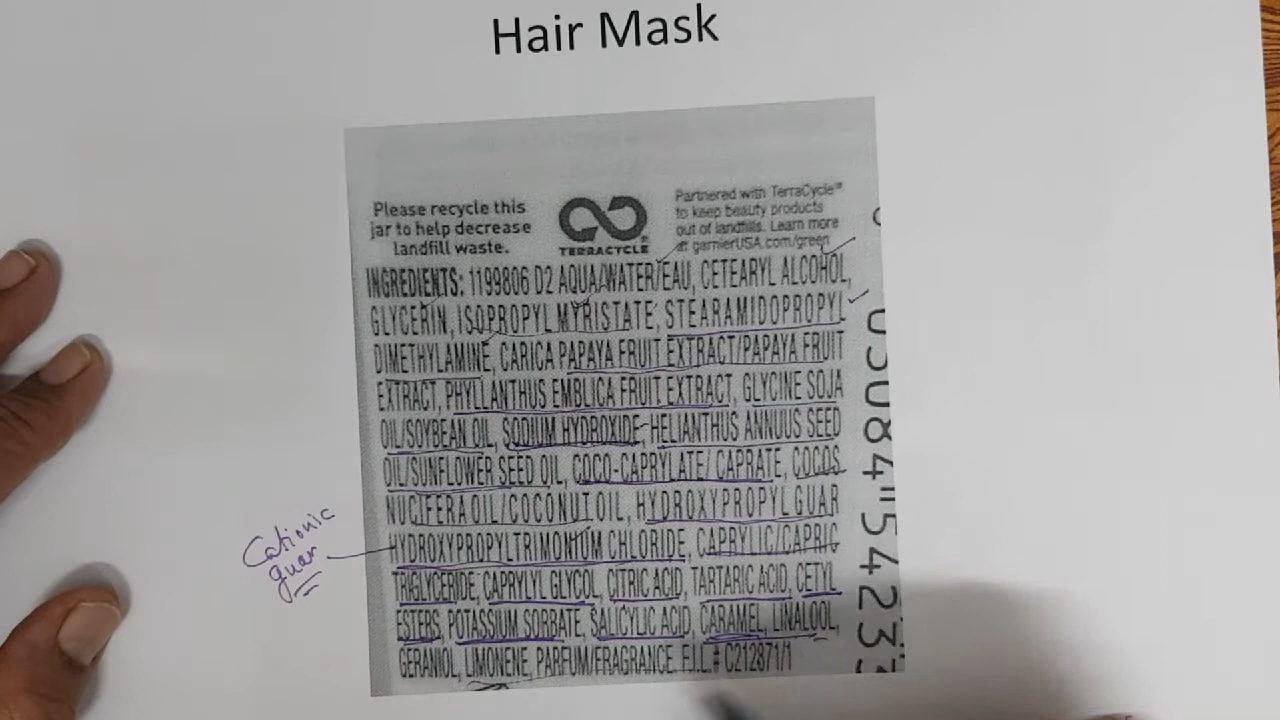 Hair Mask
Please recycle this
jar to help decrease
landfill waste.
TERRACYCLE
Partnered with TerraCycle®
to keep beauty products
out of landfills. Learn more
at garnierUSA.com/green
INGREDIENTS: 1199806 D2 AQUA/WATER/EAU, CETEARYL ALCOHOL,
GLYCERIN, ISOPROPYL MYRISTATE, STEARAMIDOPROPYL
DIMETHYLAMINE, CARICA PAPAYA FRUIT EXTRACT/PAPAYA FRUIT
EXTRACT, PHYLLANTHUS EMBLICA FRUIT EXTRACT, GLYCINE SOJA
OIL/SOYBEAN OIL, SODIUM HYDROXIDE, HELIANTHUS ANNUUS SEED
OIL/SUNFLOWER SEED OIL, COCO-CAPRYLATE/CAPRATE, COCOS
NUCIFERA OIL/COCONUT OIL, HYDROXYPROPYL GUAR
HYDROXYPROPYLTRIMONIUM CHLORIDE, CAPRYLIC/CAPRIC
TRIGLYCERIDE, CAPRYLYL GLYCOL, CITRIC ACID, TARTARIC ACID, CETYL
ESTERS, POTASSIUM SORBATE, SALICYLIC ACID, CARAMEL, LINALOOL,
GERANIOL, LIMONENE, PARFUM/FRAGRANCE. F.I.L.# C212871/1
Cationic
guar